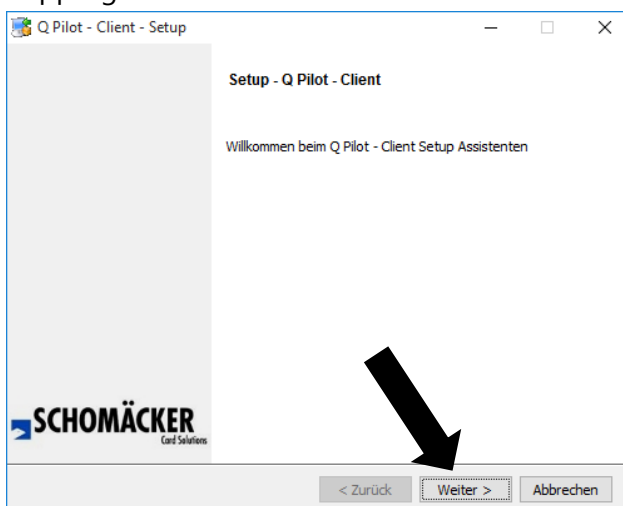 Q Pilot - Client - Setup
Setup - Q Pilot - Client
Willkommen beim Q Pilot - Client Setup Assistenten
SCHOMÄCKER
Card Solutions
< Zurück Weiter > Abbrechen